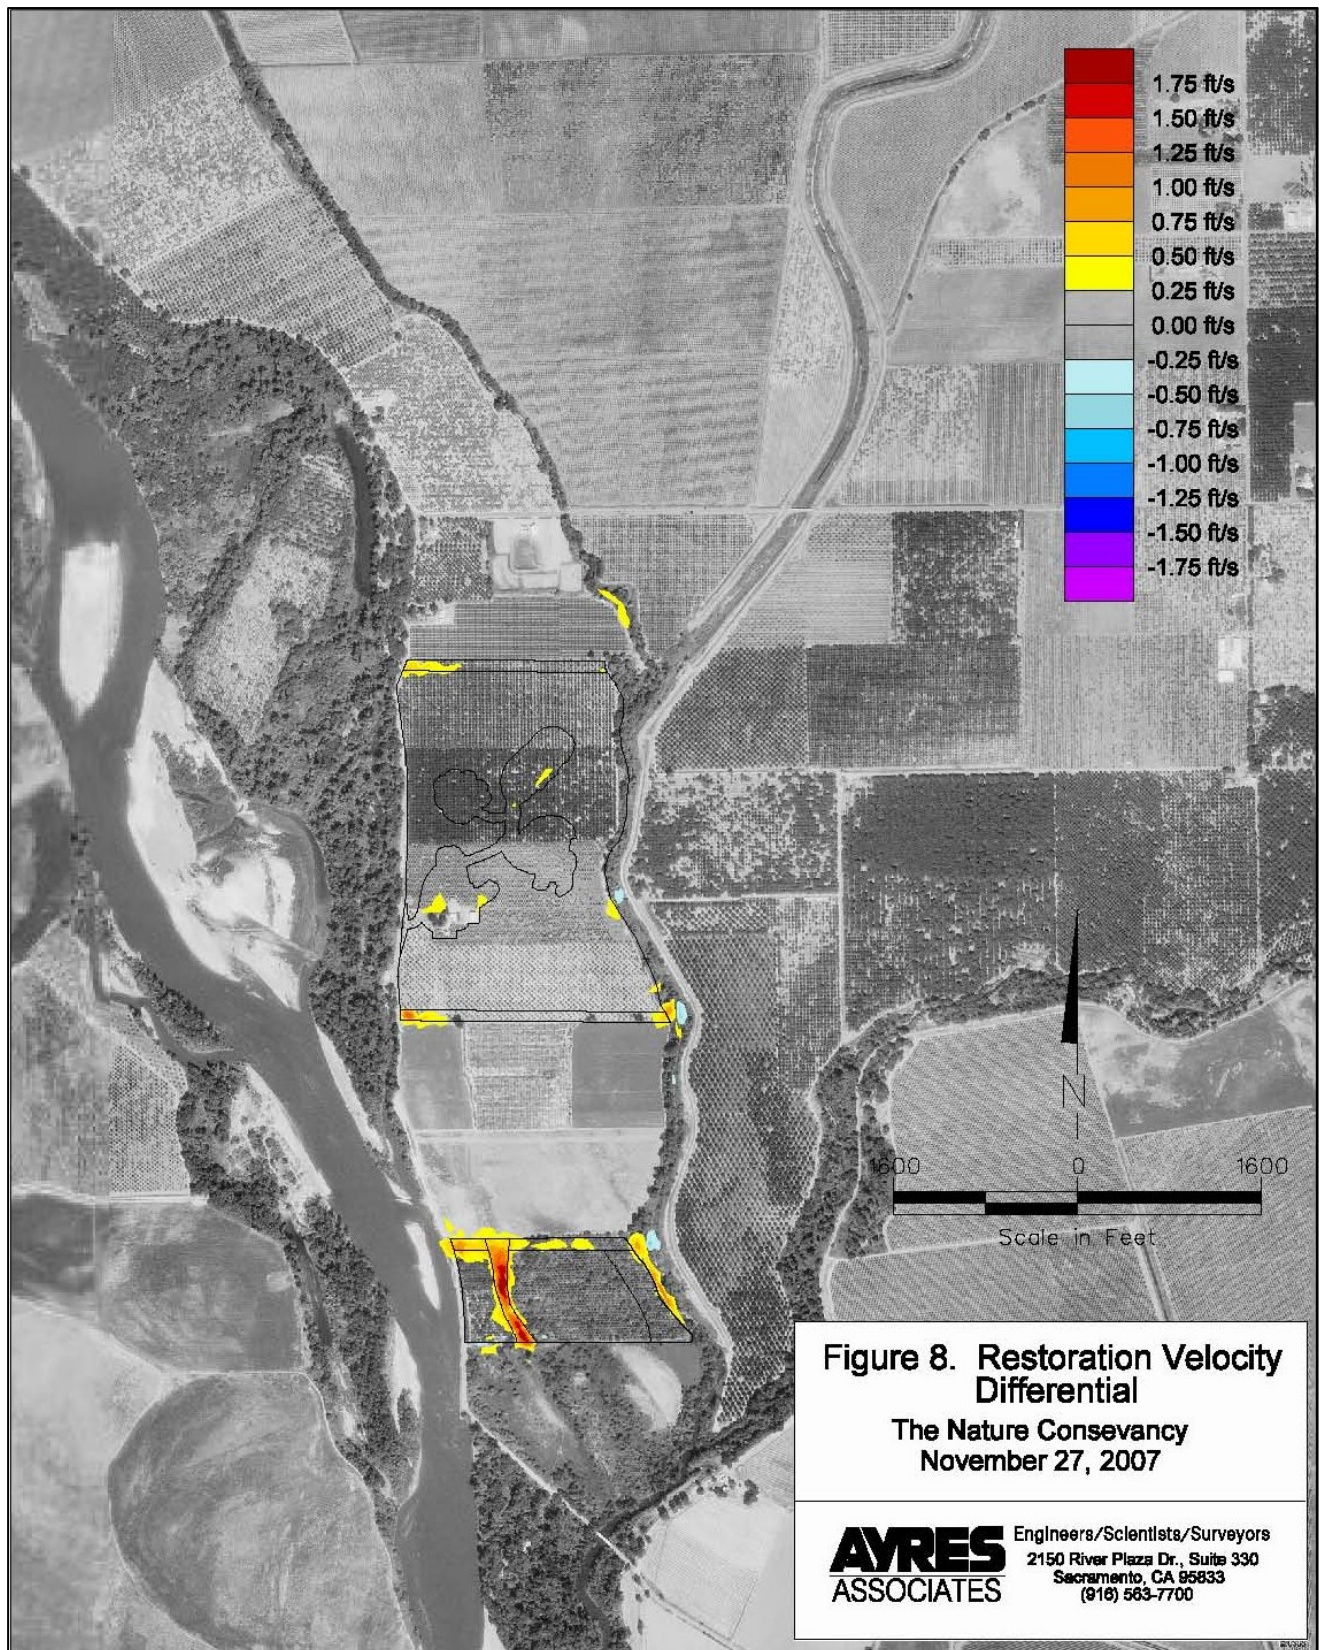 1.75 ft/s
1.50 ft/s
1.25 ft/s
1.00 ft/s
0.75 ft/s
0.50 ft/s
0.25 ft/s
0.00 ft/s
-0.25 ft/s
-0.50 ft/s
-0.75 ft/s
-1.00 ft/s
-1.25 ft/s
-1.50 ft/s
-1.75 ft/s
N
1600 0 1600
Scale in Feet
Figure 8. Restoration Velocity
Differential
The Nature Consevancy
November 27, 2007
AYRES
ASSOCIATES
Engineers/Scientists/Surveyors
2150 River Plaza Dr., Suite 330
Sacramento, CA 95833
(916) 563-7700